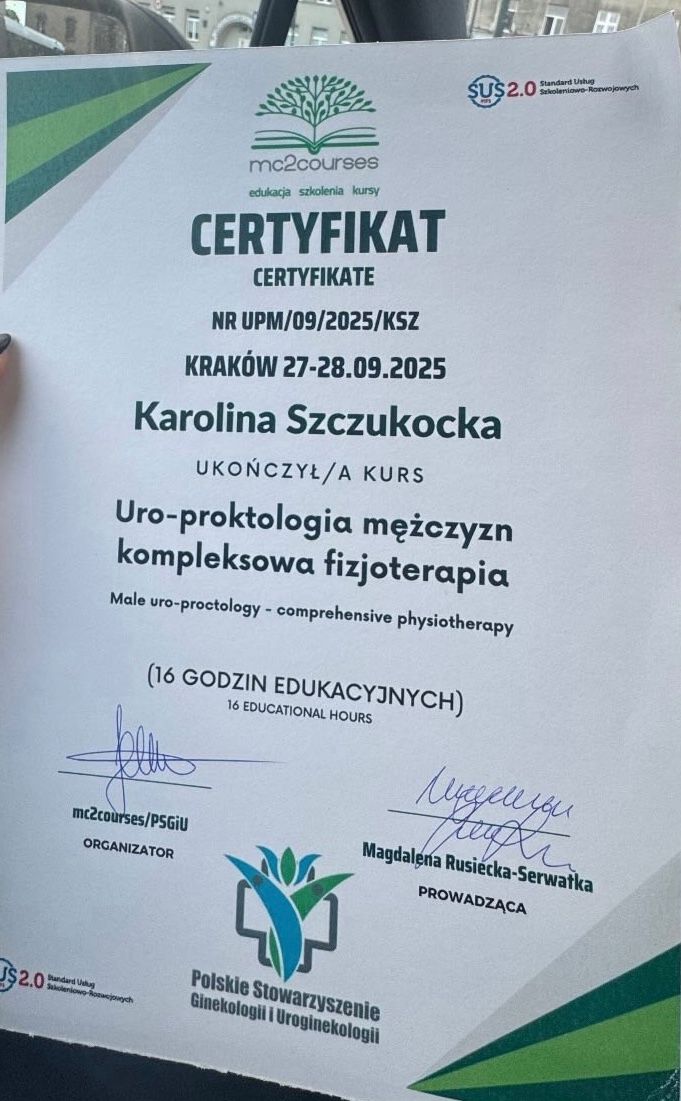 SUS 2.0 Standard Usług
PIFS Szkoleniowo-Rozwojowych
mc2courses
edukacja szkolenia kursy
CERTYFIKAT
CERTYFIKATE
NR UPM/09/2025/KSZ
KRAKÓW 27-28.09.2025
Karolina Szczukocka
UKOŃCZYŁ/A KURS
Uro-proktologia mężczyzn
kompleksowa fizjoterapia
Male uro-proctology - comprehensive physiotherapy
(16 GODZIN EDUKACYJNYCH)
16 EDUCATIONAL HOURS
mc2courses/PSGiU
ORGANIZATOR
Magdalena Rusiecka-Serwatka
PROWADZĄCA
Polskie Stowarzyszenie
Ginekologii i Uroginekologii
US 2.0 Standard Usług
Szkoleniowo-Rozwojowych